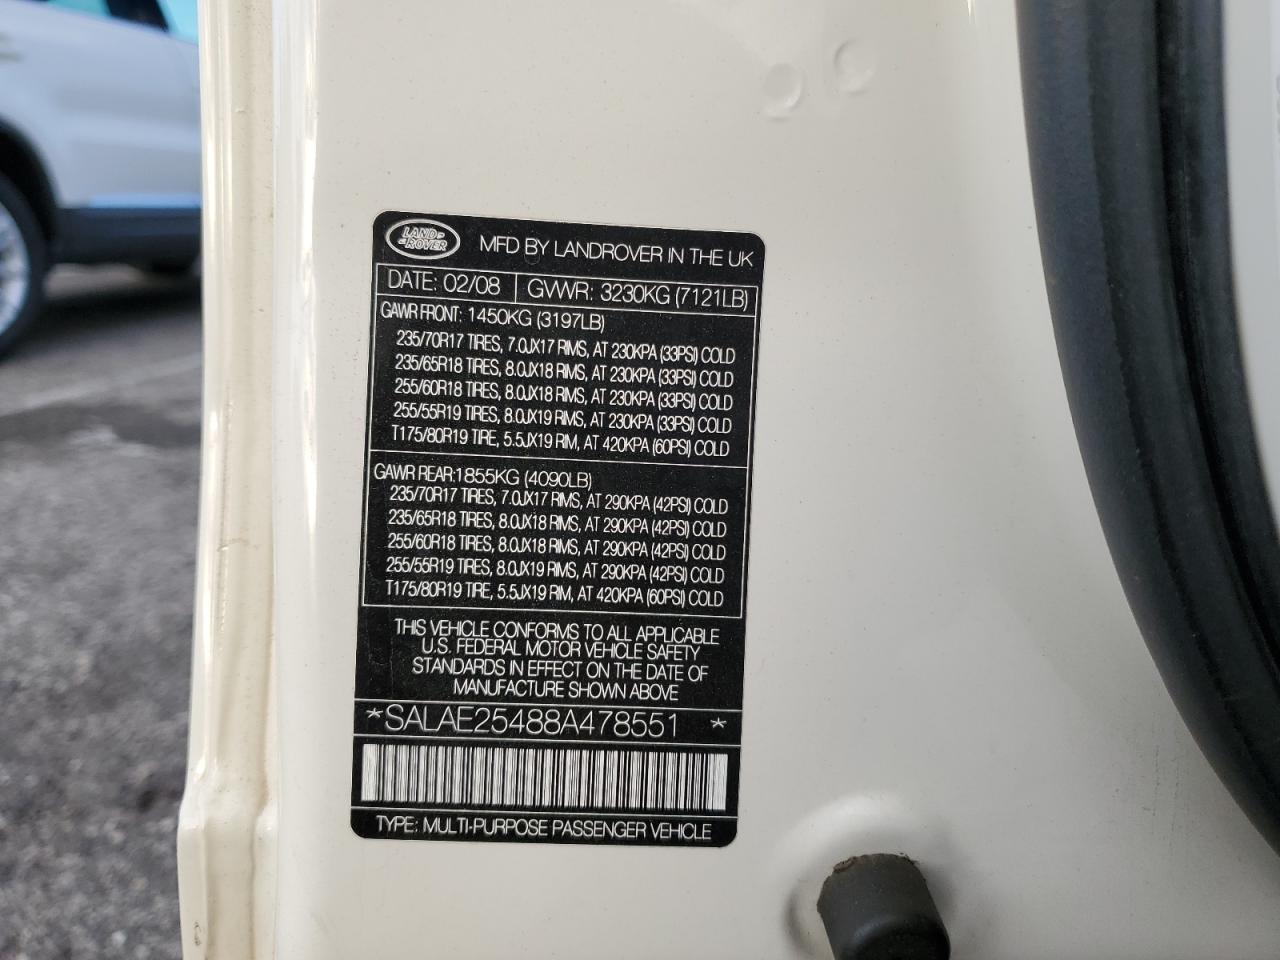 LAND ROVER MFD BY LANDROVER IN THE UK
DATE: 02/08 GVWR: 3230KG (7121LB)
GAWR FRONT: 1450KG (3197LB)
235/70R17 TIRES, 7.0JX17 RIMS, AT 230KPA (33PSI) COLD
235/65R18 TIRES, 8.0JX18 RIMS, AT 230KPA (33PSI) COLD
255/60R18 TIRES, 8.0JX18 RIMS, AT 230KPA (33PSI) COLD
255/55R19 TIRES, 8.0JX19 RIMS, AT 230KPA (33PSI) COLD
T175/80R19 TIRE, 5.5JX19 RIM, AT 420KPA (60PSI) COLD
GAWR REAR:1855KG (4090LB)
235/70R17 TIRES, 7.0JX17 RIMS, AT 290KPA (42PSI) COLD
235/65R18 TIRES, 8.0JX18 RIMS, AT 290KPA (42PSI) COLD
255/60R18 TIRES, 8.0JX18 RIMS, AT 290KPA (42PSI) COLD
255/55R19 TIRES, 8.0JX19 RIMS, AT 290KPA (42PSI) COLD
T175/80R19 TIRE, 5.5JX19 RIM, AT 420KPA (60PSI) COLD
THIS VEHICLE CONFORMS TO ALL APPLICABLE
U.S. FEDERAL MOTOR VEHICLE SAFETY
STANDARDS IN EFFECT ON THE DATE OF
MANUFACTURE SHOWN ABOVE
*SALAE25488A478551 *
TYPE: MULTI-PURPOSE PASSENGER VEHICLE